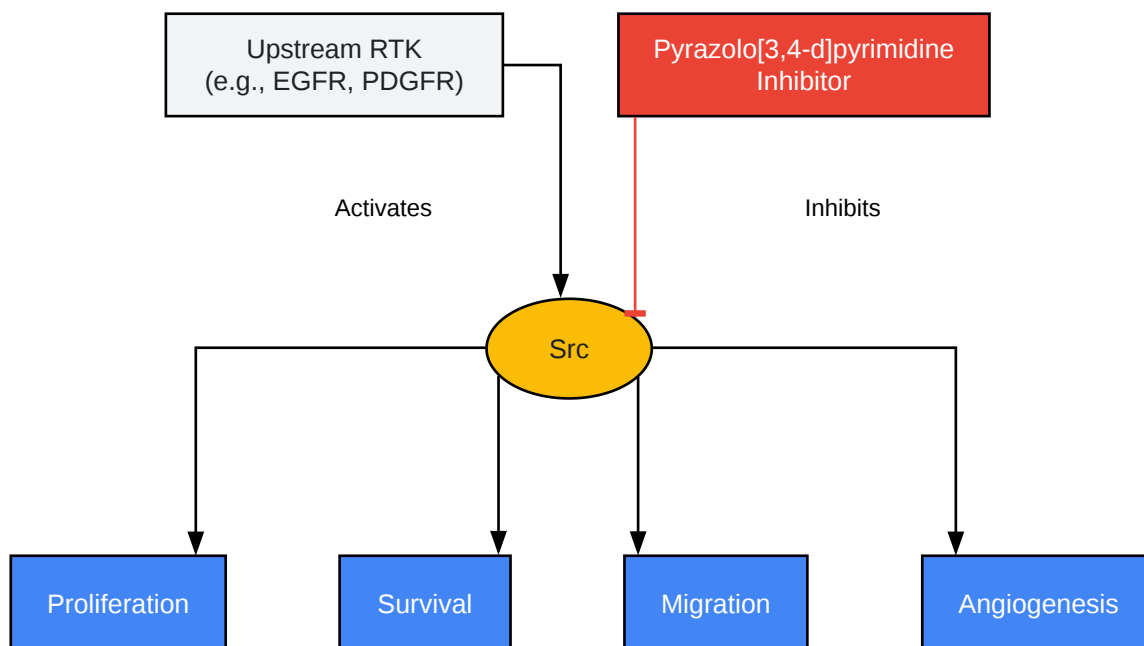 Upstream RTK
(e.g., EGFR, PDGFR)
Pyrazolo[3,4-d]pyrimidine
Inhibitor
Activates
Inhibits
Src
Proliferation
Survival
Migration
Angiogenesis